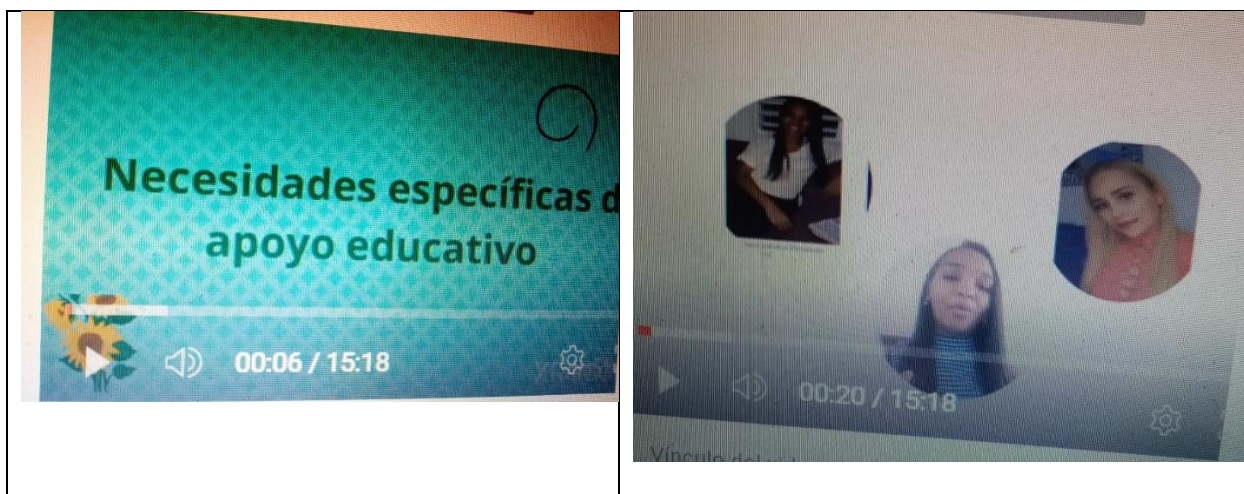 Necesidades específicas d
apoyo educativo
00:06 / 15:18
00:20 / 15:18
Vínculo del